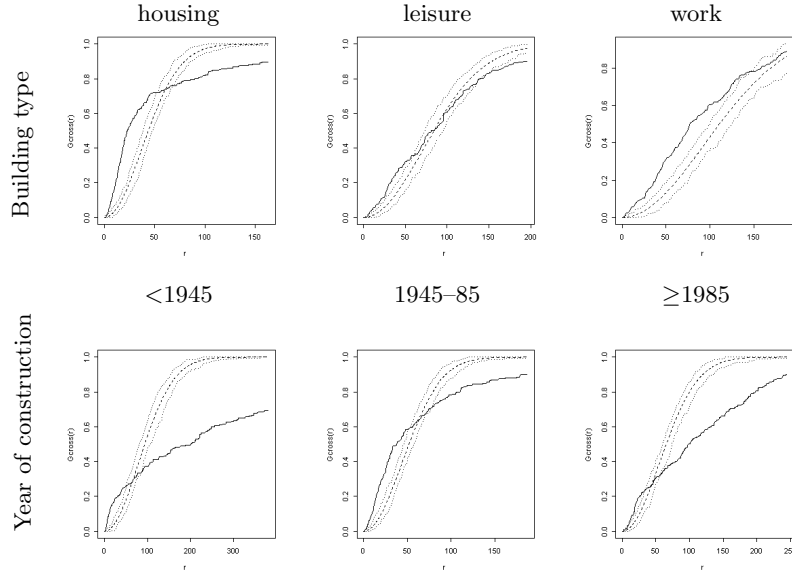 housing leisure work
Building type
Gcross(r) Gcross(r) Gcross(r)
0.0 0.2 0.4 0.6 0.8 1.0
0 50 100 150
r
0.0 0.2 0.4 0.6 0.8 1.0
0 50 100 150 200
r
0.0 0.2 0.4 0.6 0.8
0 50 100 150
r
<1945 1945–85 ≥1985
Year of construction
Gcross(r) Gcross(r) Gcross(r)
0.0 0.2 0.4 0.6 0.8 1.0
0 100 200 300
r
0.0 0.2 0.4 0.6 0.8 1.0
0 50 100 150
r
0.0 0.2 0.4 0.6 0.8 1.0
0 50 100 150 200 250
r